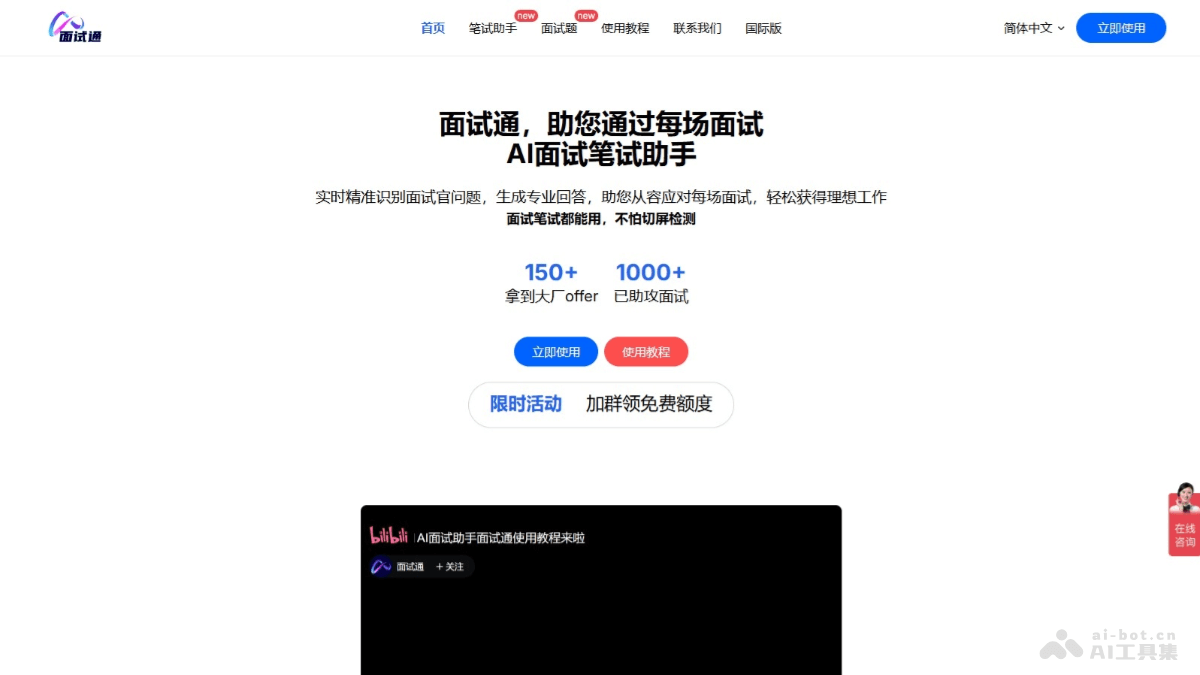 面试通
首页
笔试助手
new
面试题
new
使用教程
联系我们
国际版
简体中文
立即使用
面试通，助您通过每场面试
AI面试笔试助手
实时精准识别面试官问题，生成专业回答，助您从容应对每场面试，轻松获得理想工作
面试笔试都能用，不怕切屏检测
150+
拿到大厂offer
1000+
已助攻面试
立即使用
使用教程
限时活动 加群领免费额度
bilibili AI面试助手面试通使用教程来啦
面试通 + 关注
在线
咨询
ai-bot.cn
AI工具集